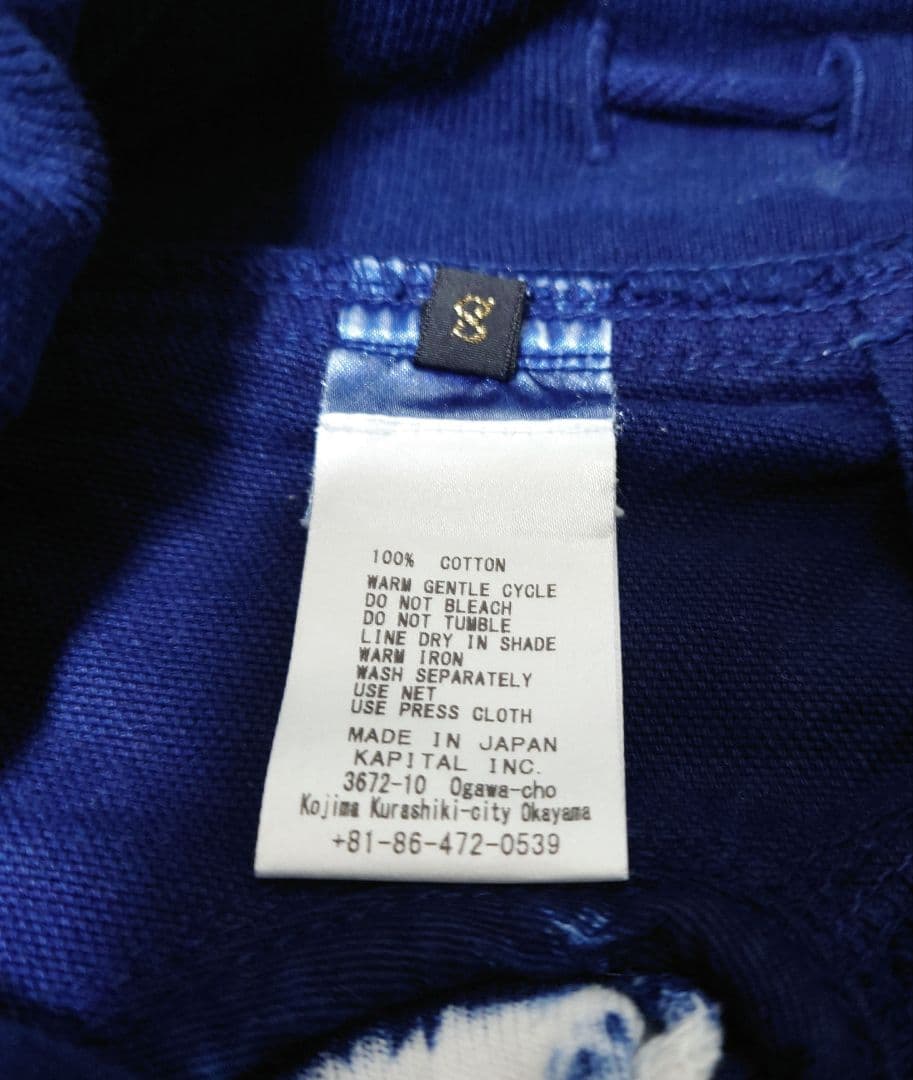 S
100% COTTON
WARM GENTLE CYCLE
DO NOT BLEACH
DO NOT TUMBLE
LINE DRY IN SHADE
WARM IRON
WASH SEPARATELY
USE NET
USE PRESS CLOTH
MADE IN JAPAN
KAPITAL INC.
3672-10 Ogawa-cho
Kojima Kurashiki-city Okayama
+81-86-472-0539